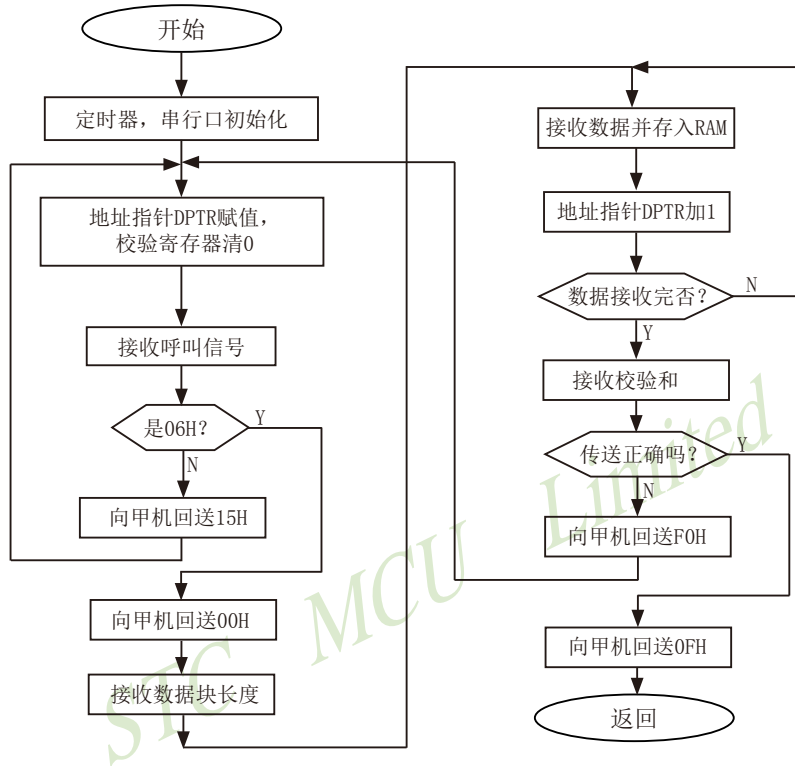 开始
定时器，串行口初始化
地址指针DPTR赋值，
校验寄存器清0
接收呼叫信号
是06H？
Y
N
向甲机回送15H
向甲机回送00H
接收数据块长度
接收数据并存入RAM
地址指针DPTR加1
数据接收完否？
N
Y
接收校验和
传送正确吗？
Y
N
向甲机回送F0H
向甲机回送0FH
返回
STC MCU Limited